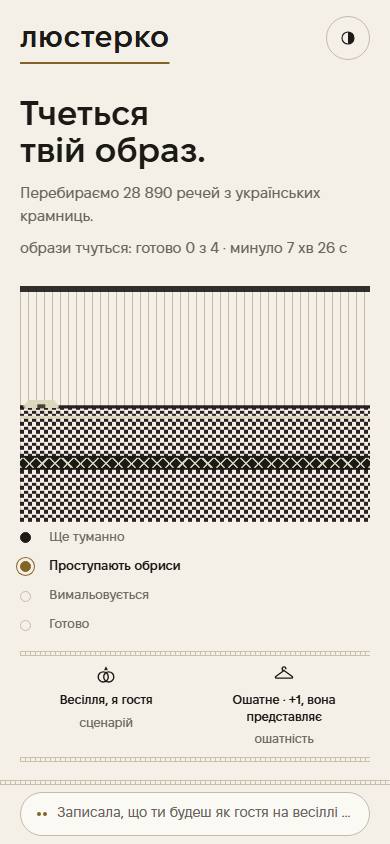 люстерко
Тчеться
твій образ.
Перебираємо 28 890 речей з українських
крамниць.
образи тчуться: готово 0 з 4 · минуло 7 хв 26 с
Ще туманно
Проступають обриси
Вимальовується
Готово
Весілля, я гостя
сценарій
Ошатне · +1, вона
представляє
ошатність
Записала, що ти будеш як гостя на весіллі ...